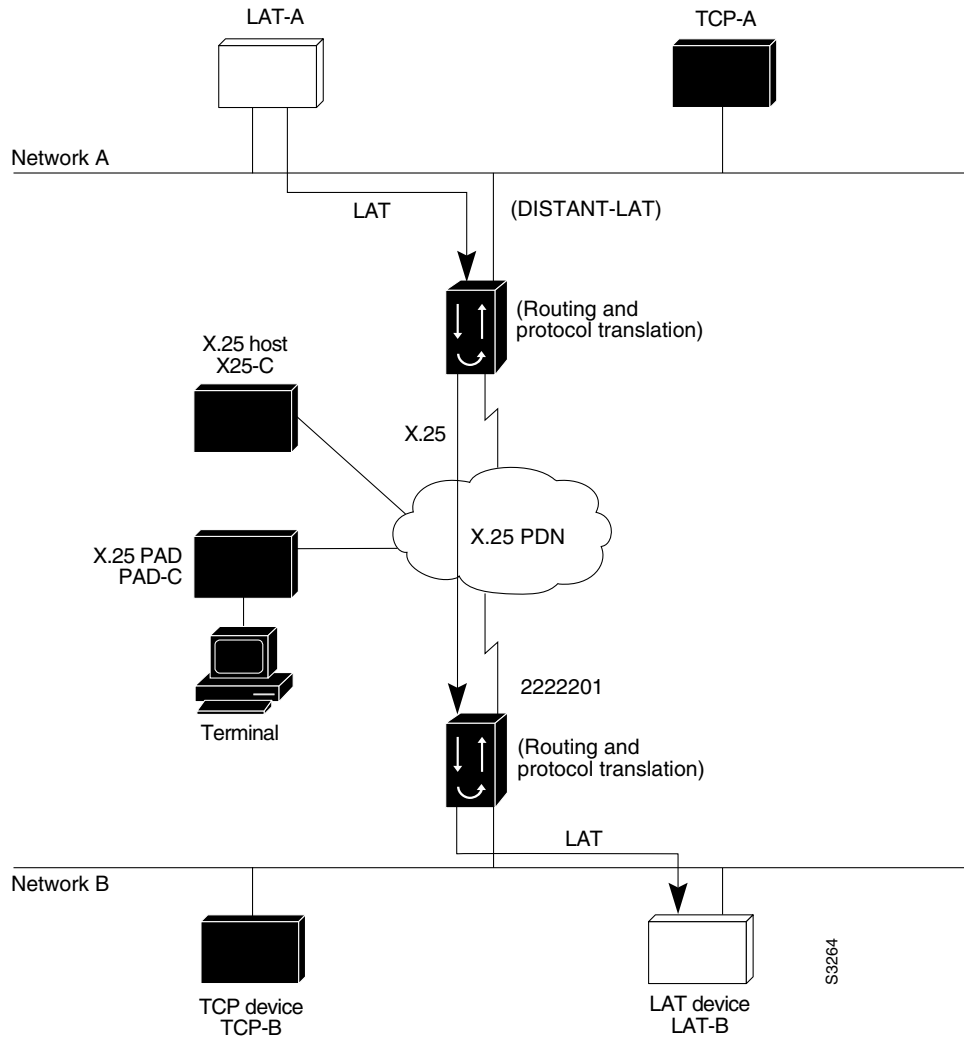 LAT-A
TCP-A
Network A
LAT
(DISTANT-LAT)
(Routing and
protocol translation)
X.25 host
X25-C
X.25
X.25 PDN
X.25 PAD
PAD-C
2222201
Terminal
(Routing and
protocol translation)
LAT
Network B
TCP device
TCP-B
LAT device
LAT-B
S3264